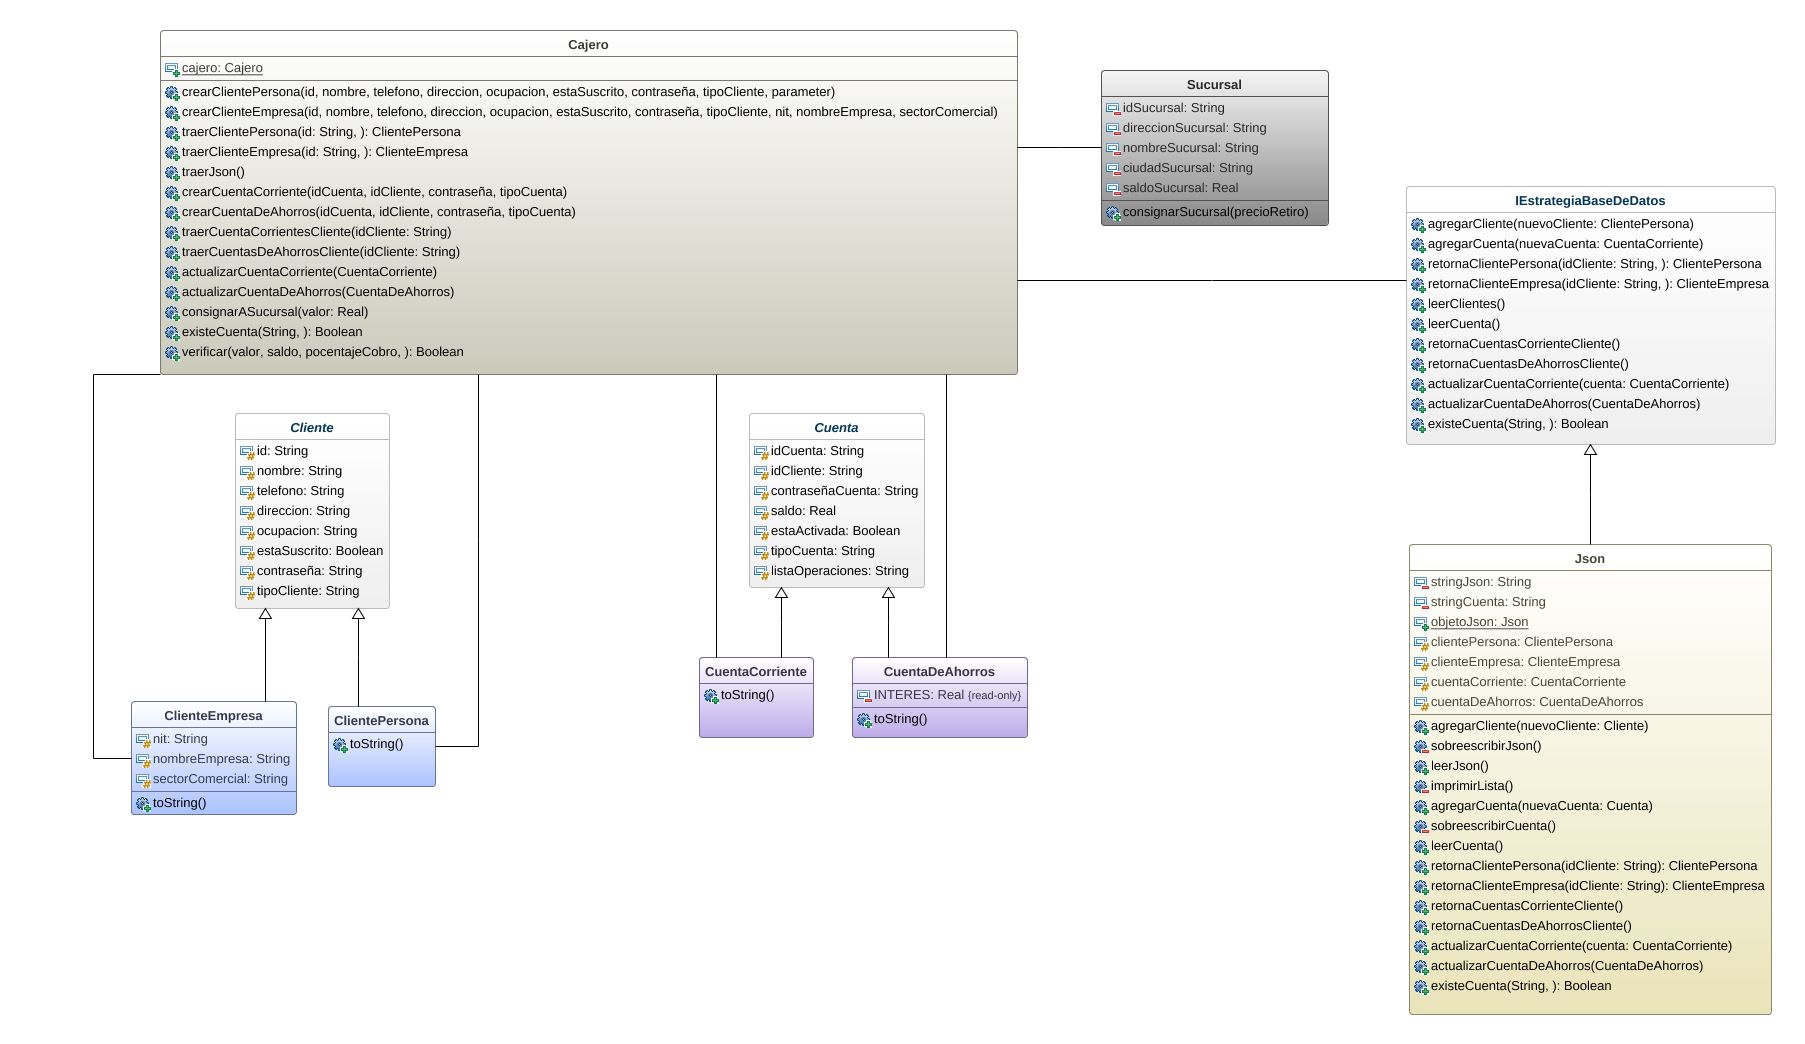 Cajero
cajero: Cajero
crearClientePersona(id, nombre, telefono, direccion, ocupacion, estaSuscrito, contraseña, tipoCliente, parameter)
crearClienteEmpresa(id, nombre, telefono, direccion, ocupacion, estaSuscrito, contraseña, tipoCliente, nit, nombreEmpresa, sectorComercial)
traerClientePersona(id: String, ): ClientePersona
traerClienteEmpresa(id: String, ): ClienteEmpresa
traerJson()
crearCuentaCorriente(idCuenta, idCliente, contraseña, tipoCuenta)
crearCuentaDeAhorros(idCuenta, idCliente, contraseña, tipoCuenta)
traerCuentaCorrientesCliente(idCliente: String)
traerCuentasDeAhorrosCliente(idCliente: String)
actualizarCuentaCorriente(CuentaCorriente)
actualizarCuentaDeAhorros(CuentaDeAhorros)
consignarASucursal(valor: Real)
existeCuenta(String, ): Boolean
verificar(valor, saldo, pocentajeCobro, ): Boolean
Sucursal
idSucursal: String
direccionSucursal: String
nombreSucursal: String
ciudadSucursal: String
saldoSucursal: Real
consignarSucursal(precioRetiro)
IEstrategiaBaseDeDatos
agregarCliente(nuevoCliente: ClientePersona)
agregarCuenta(nuevaCuenta: CuentaCorriente)
retornaClientePersona(idCliente: String, ): ClientePersona
retornaClienteEmpresa(idCliente: String, ): ClienteEmpresa
leerClientes()
leerCuenta()
retornaCuentasCorrienteCliente()
retornaCuentasDeAhorrosCliente()
actualizarCuentaCorriente(cuenta: CuentaCorriente)
actualizarCuentaDeAhorros(CuentaDeAhorros)
existeCuenta(String, ): Boolean
Cliente
id: String
nombre: String
telefono: String
direccion: String
ocupacion: String
estaSuscrito: Boolean
contraseña: String
tipoCliente: String
Cuenta
idCuenta: String
idCliente: String
contraseñaCuenta: String
saldo: Real
estaActivada: Boolean
tipoCuenta: String
listaOperaciones: String
ClienteEmpresa
nit: String
nombreEmpresa: String
sectorComercial: String
toString()
ClientePersona
toString()
CuentaCorriente
toString()
CuentaDeAhorros
INTERES: Real {read-only}
toString()
Json
stringJson: String
stringCuenta: String
objetoJson: Json
clientePersona: ClientePersona
clienteEmpresa: ClienteEmpresa
cuentaCorriente: CuentaCorriente
cuentaDeAhorros: CuentaDeAhorros
agregarCliente(nuevoCliente: Cliente)
sobreescribirJson()
leerJson()
imprimirLista()
agregarCuenta(nuevaCuenta: Cuenta)
sobreescribirCuenta()
leerCuenta()
retornaClientePersona(idCliente: String): ClientePersona
retornaClienteEmpresa(idCliente: String): ClienteEmpresa
retornaCuentasCorrienteCliente()
retornaCuentasDeAhorrosCliente()
actualizarCuentaCorriente(cuenta: CuentaCorriente)
actualizarCuentaDeAhorros(CuentaDeAhorros)
existeCuenta(String, ): Boolean